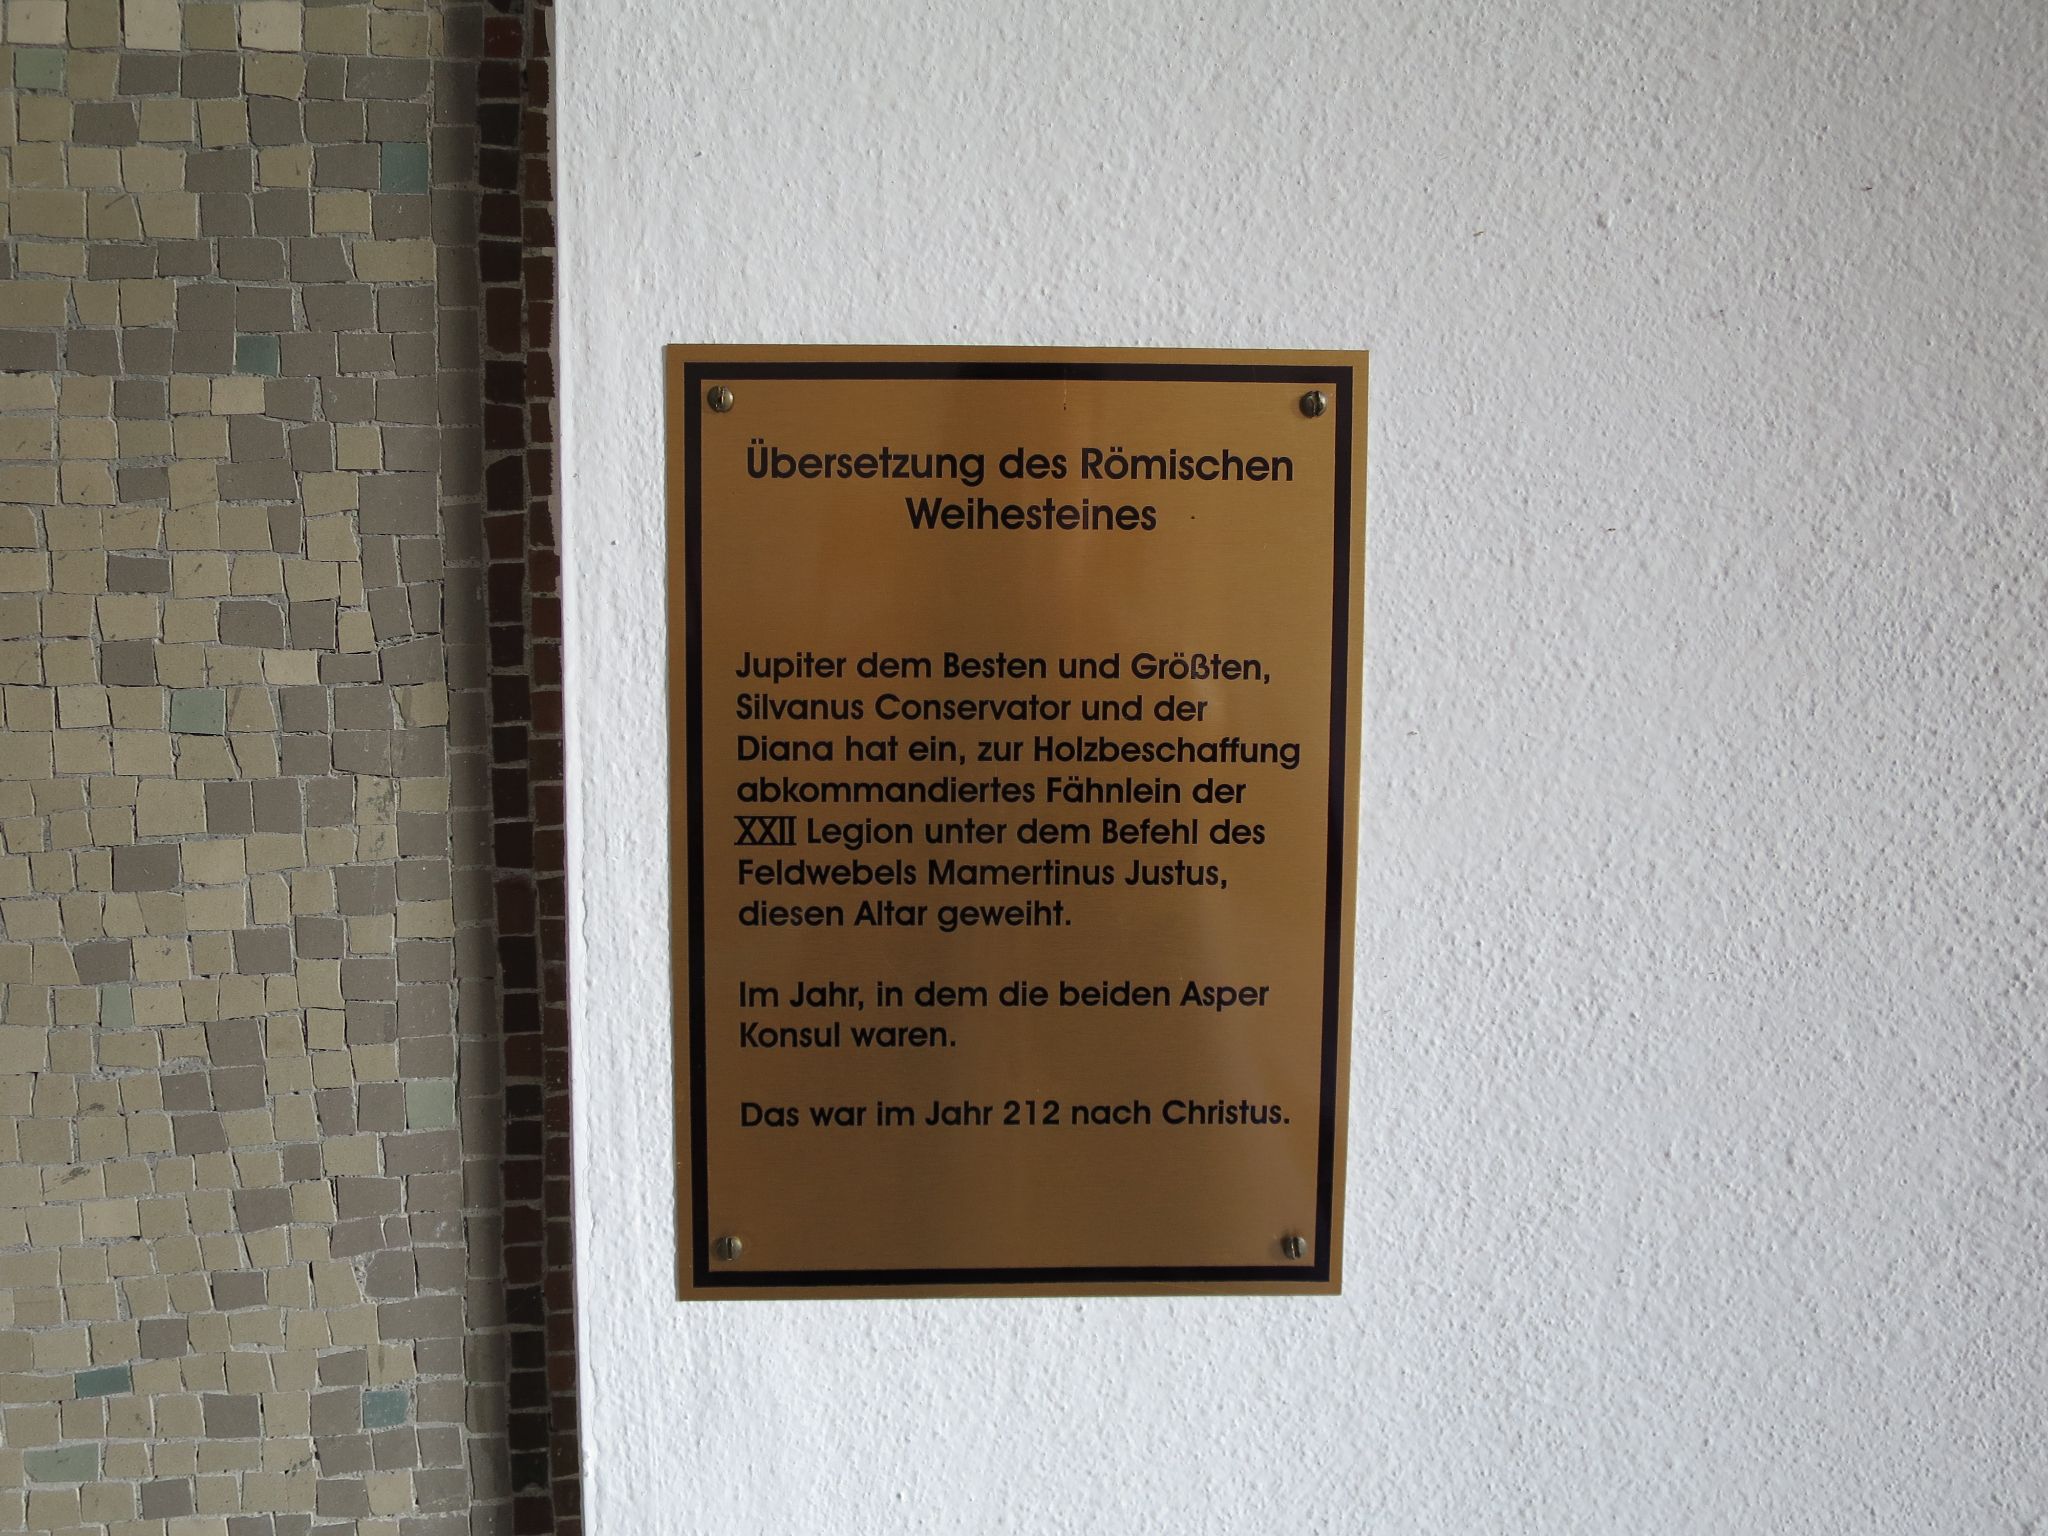 Übersetzung des Römischen
Weihesteines
Jupiter dem Besten und Größten,
Silvanus Conservator und der
Diana hat ein, zur Holzbeschaffung
abkommandiertes Fähnlein der
XXII Legion unter dem Befehl des
Feldwebels Mamertinus Justus,
diesen Altar geweiht.
Im Jahr, in dem die beiden Asper
Konsul waren.
Das war im Jahr 212 nach Christus.